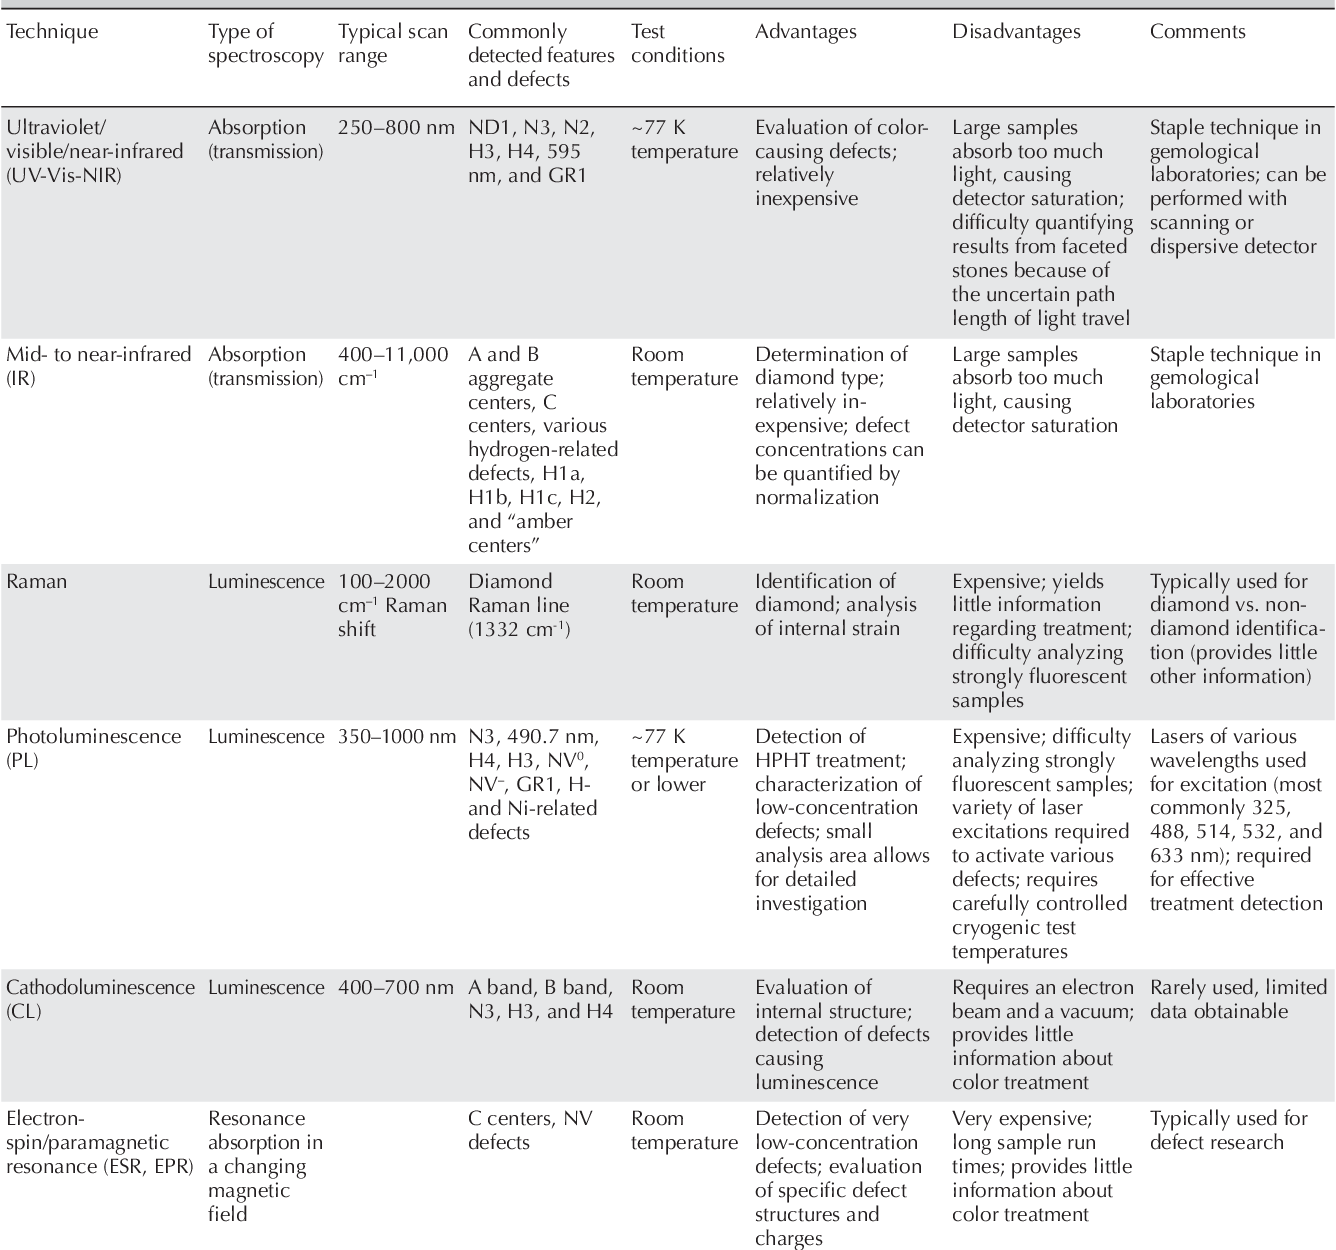 Technique
Type of
spectroscopy
Typical scan
range
Commonly
detected features
and defects
Test
conditions
Advantages
Disadvantages
Comments
Ultraviolet/
visible/near-infrared
(UV-Vis-NIR)
Absorption
(transmission)
250–800 nm
ND1, N3, N2,
H3, H4, 595
nm, and GR1
~77 K
temperature
Evaluation of color-
causing defects;
relatively
inexpensive
Large samples
absorb too much
light, causing
detector saturation;
difficulty quantifying
results from faceted
stones because of
the uncertain path
length of light travel
Staple technique in
gemological
laboratories; can be
performed with
scanning or
dispersive detector
Mid- to near-infrared
(IR)
Absorption
(transmission)
400–11,000
cm⁻¹
A and B
aggregate
centers, C
centers, various
hydrogen-related
defects, H1a,
H1b, H1c, H2,
and “amber
centers”
Room
temperature
Determination of
diamond type;
relatively in-
expensive; defect
concentrations can
be quantified by
normalization
Large samples
absorb too much
light, causing
detector saturation
Staple technique in
gemological
laboratories
Raman
Luminescence
100–2000
cm⁻¹ Raman
shift
Diamond
Raman line
(1332 cm⁻¹)
Room
temperature
Identification of
diamond; analysis
of internal strain
Expensive; yields
little information
regarding treatment;
difficulty analyzing
strongly fluorescent
samples
Typically used for
diamond vs. non-
diamond identifica-
tion (provides little
other information)
Photoluminescence
(PL)
Luminescence
350–1000 nm
N3, 490.7 nm,
H4, H3, NV⁰,
NV⁻, GR1, H-
and Ni-related
defects
~77 K
temperature
or lower
Detection of
HPHT treatment;
characterization of
low-concentration
defects; small
analysis area allows
for detailed
investigation
Expensive; difficulty
analyzing strongly
fluorescent samples;
variety of laser
excitations required
to activate various
defects; requires
carefully controlled
cryogenic test
temperatures
Lasers of various
wavelengths used
for excitation (most
commonly 325,
488, 514, 532, and
633 nm); required
for effective
treatment detection
Cathodoluminescence
(CL)
Luminescence
400–700 nm
A band, B band,
N3, H3, and H4
Room
temperature
Evaluation of
internal structure;
detection of defects
causing
luminescence
Requires an electron
beam and a vacuum;
provides little
information about
color treatment
Rarely used, limited
data obtainable
Electron-
spin/paramagnetic
resonance (ESR, EPR)
Resonance
absorption in
a changing
magnetic
field
C centers, NV
defects
Room
temperature
Detection of very
low-concentration
defects; evaluation
of specific defect
structures and
charges
Very expensive;
long sample run
times; provides little
information about
color treatment
Typically used for
defect research